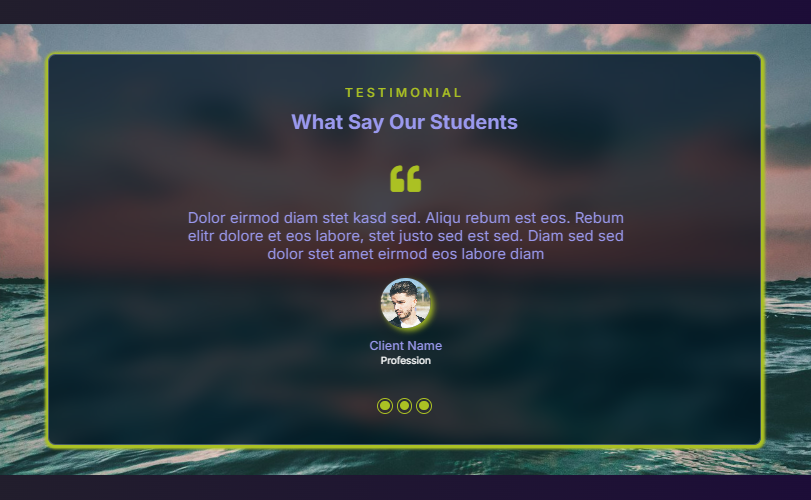 TESTIMONIAL
What Say Our Students
Dolor eirmod diam stet kasd sed. Aliqu rebum est eos. Rebum
elitr dolore et eos labore, stet justo sed est sed. Diam sed sed
dolor stet amet eirmod eos labore diam
Client Name
Profession